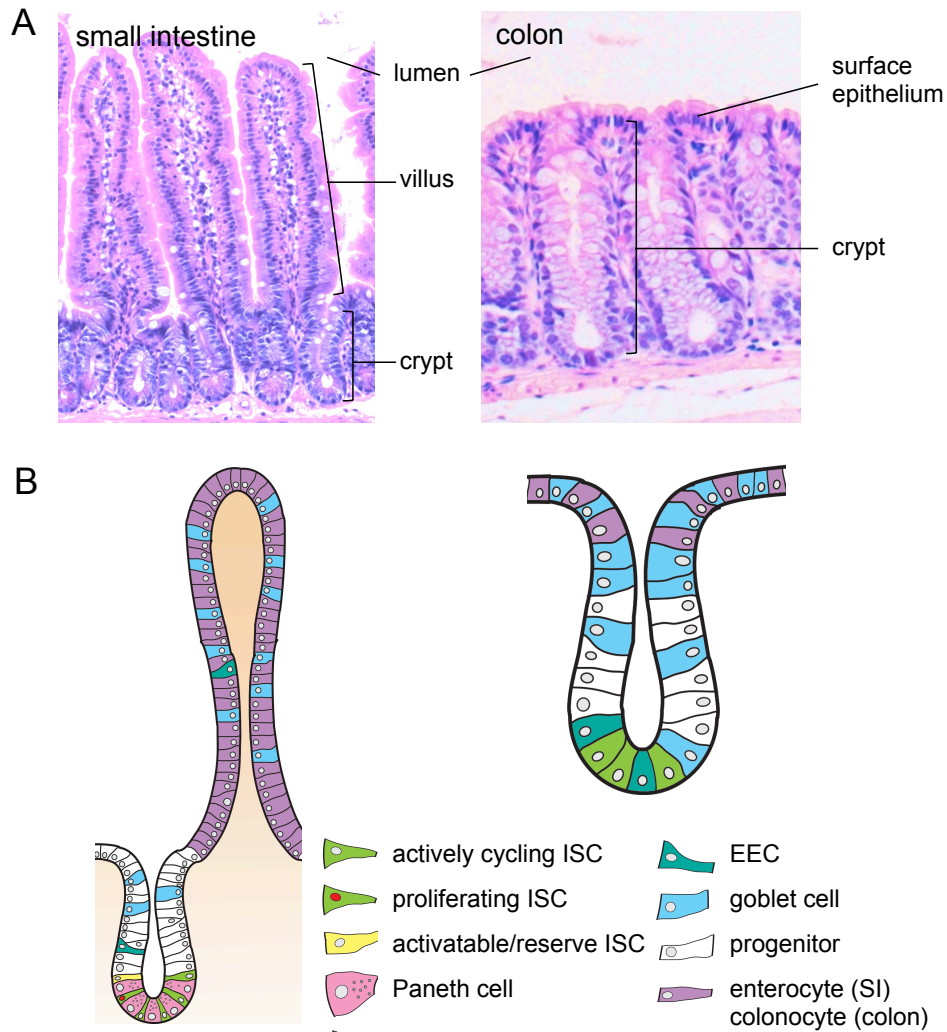 A
small intestine
colon
lumen
surface
epithelium
villus
crypt
crypt
B
actively cycling ISC
EEC
proliferating ISC
goblet cell
activatable/reserve ISC
progenitor
Paneth cell
enterocyte (SI)
colonocyte (colon)